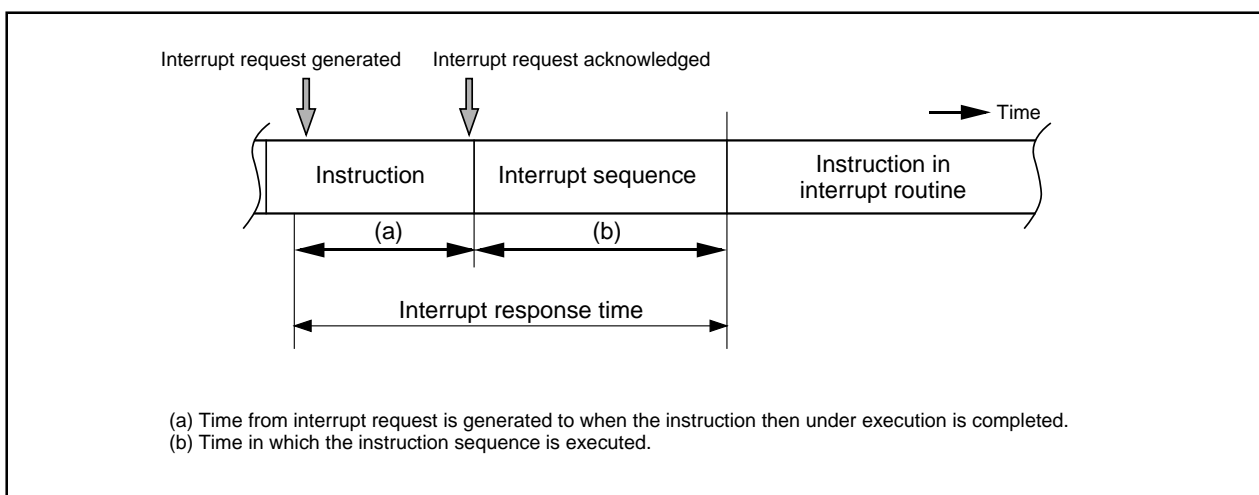 Interrupt request generated
Interrupt request acknowledged
Time
Instruction
Interrupt sequence
Instruction in
interrupt routine
(a)
(b)
Interrupt response time
(a) Time from interrupt request is generated to when the instruction then under execution is completed.
(b) Time in which the instruction sequence is executed.